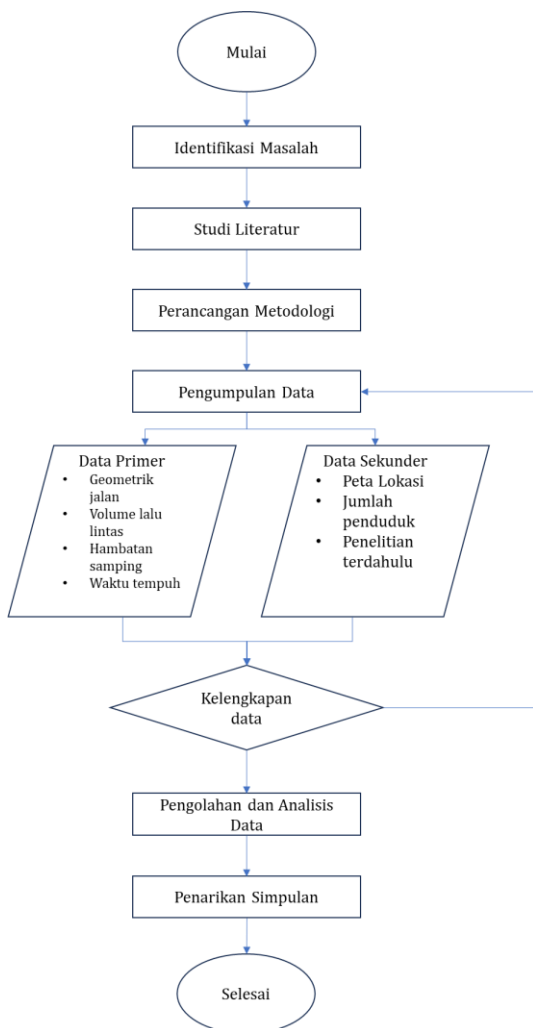 Mulai
Identifikasi Masalah
Studi Literatur
Perancangan Metodologi
Pengumpulan Data
Data Primer
• Geometrik
jalan
• Volume lalu
lintas
• Hambatan
samping
• Waktu tempuh
Data Sekunder
• Peta Lokasi
• Jumlah
penduduk
• Penelitian
terdahulu
Kelengkapan
data
Pengolahan dan Analisis
Data
Penarikan Simpulan
Selesai